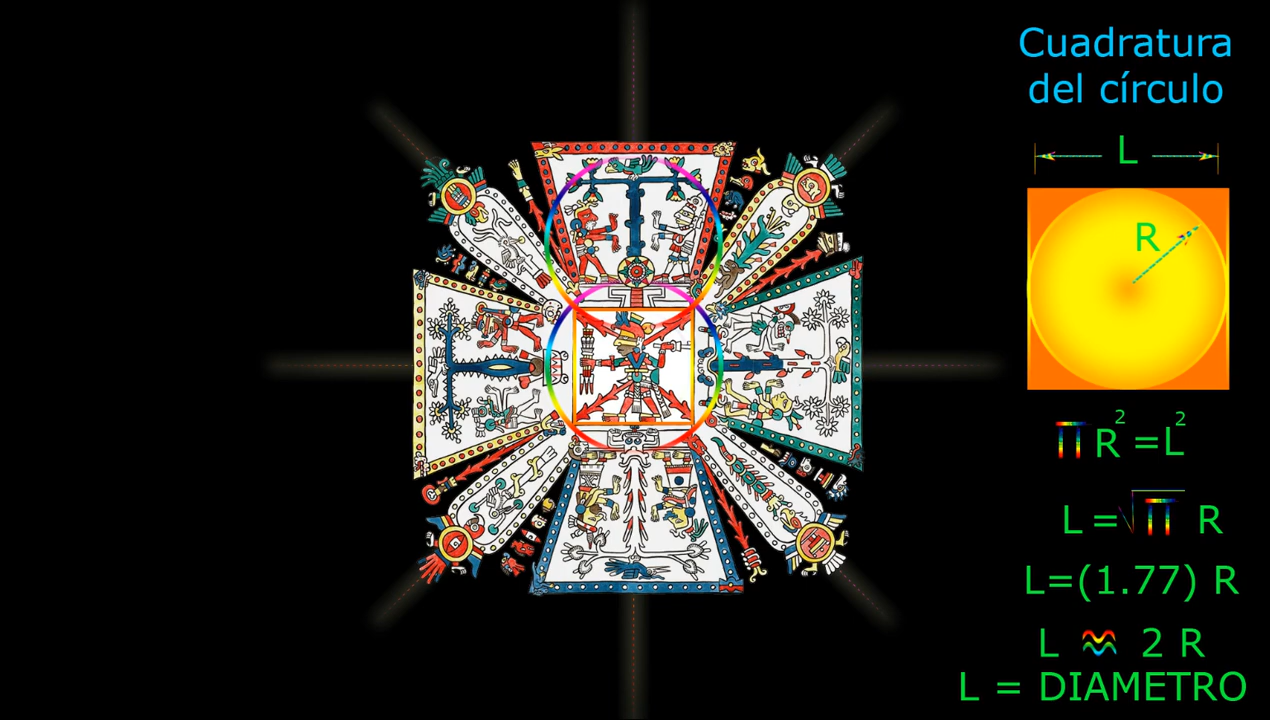 Cuadratura
del círculo
L
R
∏ R² = L²
L = √∏ R
L=(1.77) R
L ≈ 2 R
L = DIAMETRO